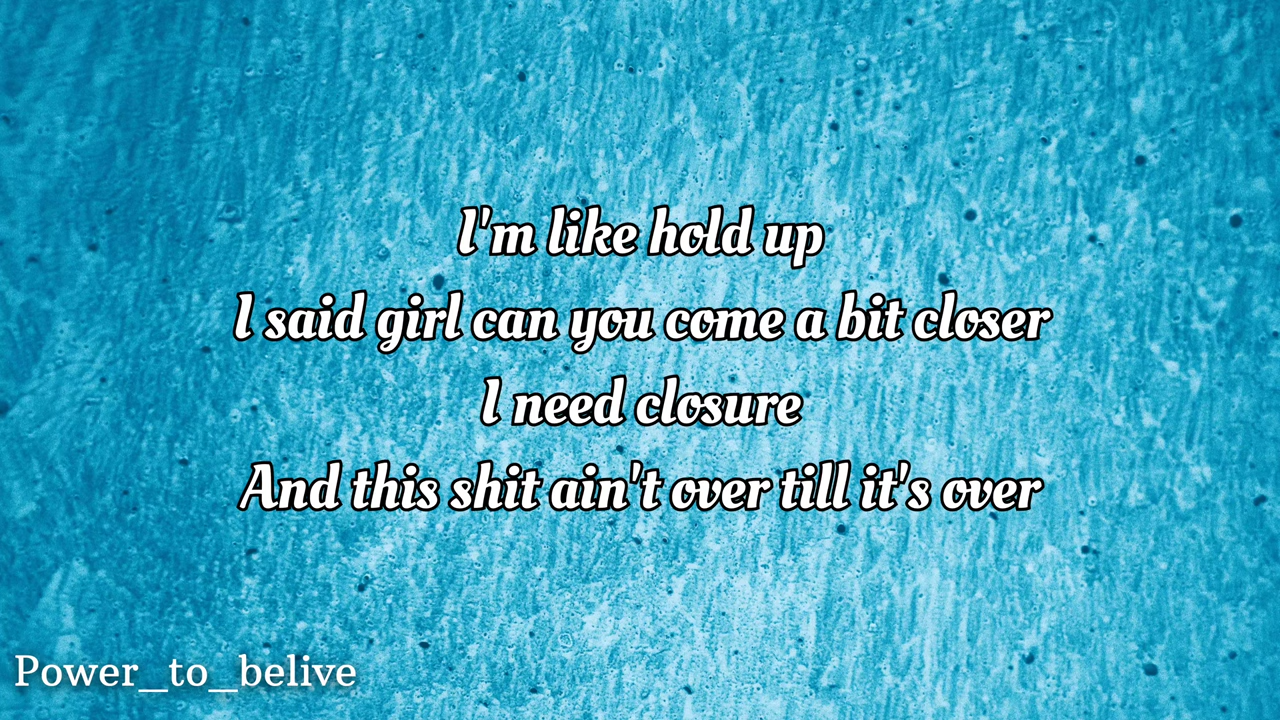 I'm like hold up
I said girl can you come a bit closer
I need closure
And this shit ain't over till it's over
Power_to_belive